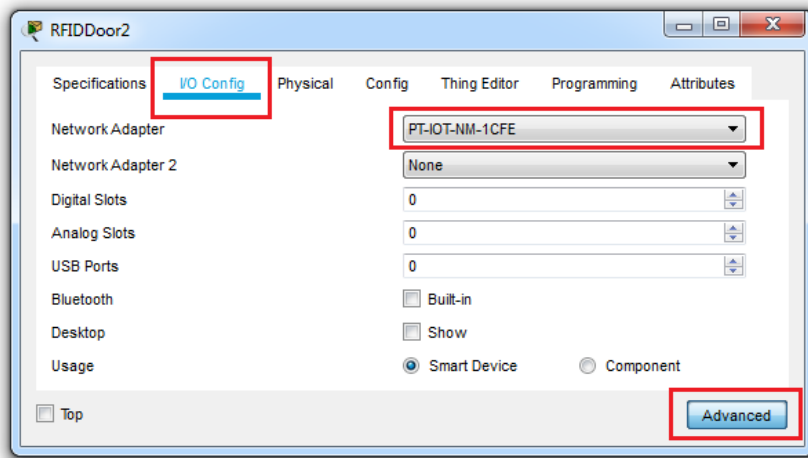 RFIDDoor2
Specifications I/O Config Physical Config Thing Editor Programming Attributes
Network Adapter PT-IOT-NM-1CFE
Network Adapter 2 None
Digital Slots 0
Analog Slots 0
USB Ports 0
Bluetooth Built-in
Desktop Show
Usage Smart Device Component
Top Advanced